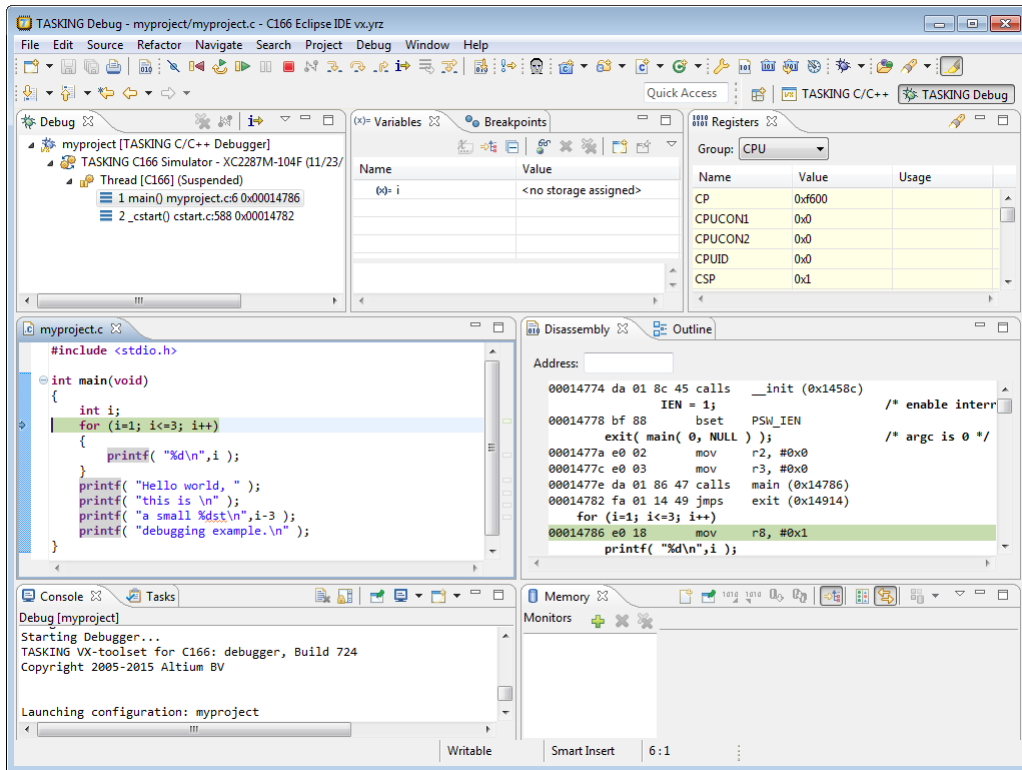 TASKING Debug - myproject/myproject.c - C166 Eclipse IDE vx.yrz
File Edit Source Refactor Navigate Search Project Debug Window Help
Quick Access
TASKING C/C++
TASKING Debug
Debug
myproject [TASKING C/C++ Debugger]
TASKING C166 Simulator - XC2287M-104F (11/23/
Thread [C166] (Suspended)
1 main() myproject.c:6 0x00014786
2 _cstart() cstart.c:588 0x00014782
(x)= Variables
Breakpoints
Name Value
(x)= i <no storage assigned>
Registers
Group: CPU
Name Value Usage
CP 0xf600
CPUCON1 0x0
CPUCON2 0x0
CPUID 0x0
CSP 0x1
myproject.c
#include <stdio.h>
int main(void)
{
int i;
for (i=1; i<=3; i++)
{
printf( "%d\n",i );
}
printf( "Hello world, " );
printf( "this is \n" );
printf( "a small %dst\n",i-3 );
printf( "debugging example.\n" );
}
Disassembly
Outline
Address:
00014774 da 01 8c 45 calls __init (0x1458c)
IEN = 1; /* enable interr
00014778 bf 88 bset PSW_IEN
exit( main( 0, NULL ) ); /* argc is 0 */
0001477a e0 02 mov r2, #0x0
0001477c e0 03 mov r3, #0x0
0001477e da 01 86 47 calls main (0x14786)
00014782 fa 01 14 49 jmps exit (0x14914)
for (i=1; i<=3; i++)
00014786 e0 18 mov r8, #0x1
printf( "%d\n",i );
Console
Tasks
Debug [myproject]
Starting Debugger...
TASKING VX-toolset for C166: debugger, Build 724
Copyright 2005-2015 Altium BV
Launching configuration: myproject
Memory
Monitors
Writable Smart Insert 6 : 1